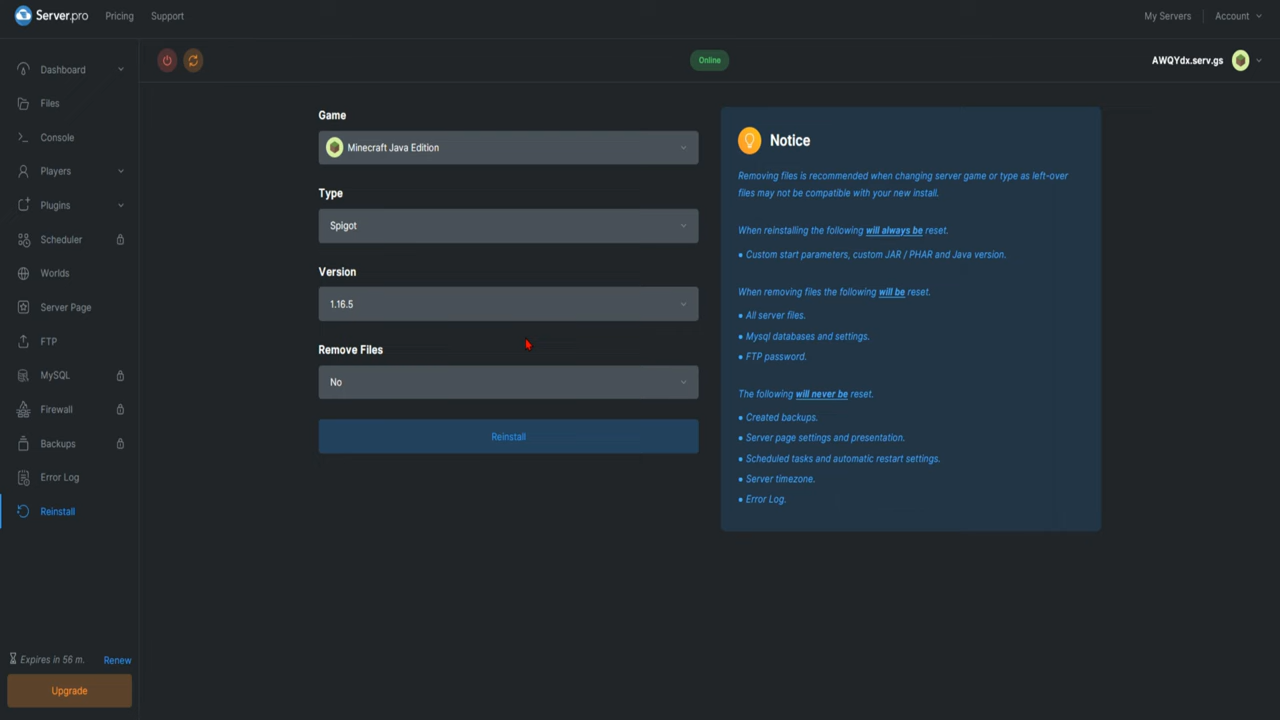 Server.pro
Pricing
Support
My Servers
Account
Online
AWQYdx.serv.gs
Dashboard
Files
Console
Players
Plugins
Scheduler
Worlds
Server Page
FTP
MySQL
Firewall
Backups
Error Log
Reinstall
Expires in 56 m.
Renew
Upgrade
Game
Minecraft Java Edition
Type
Spigot
Version
1.16.5
Remove Files
No
Reinstall
Notice
Removing files is recommended when changing server game or type as left-over
files may not be compatible with your new install.
When reinstalling the following will always be reset.
• Custom start parameters, custom JAR / PHAR and Java version.
When removing files the following will be reset.
• All server files.
• Mysql databases and settings.
• FTP password.
The following will never be reset.
• Created backups.
• Server page settings and presentation.
• Scheduled tasks and automatic restart settings.
• Server timezone.
• Error Log.